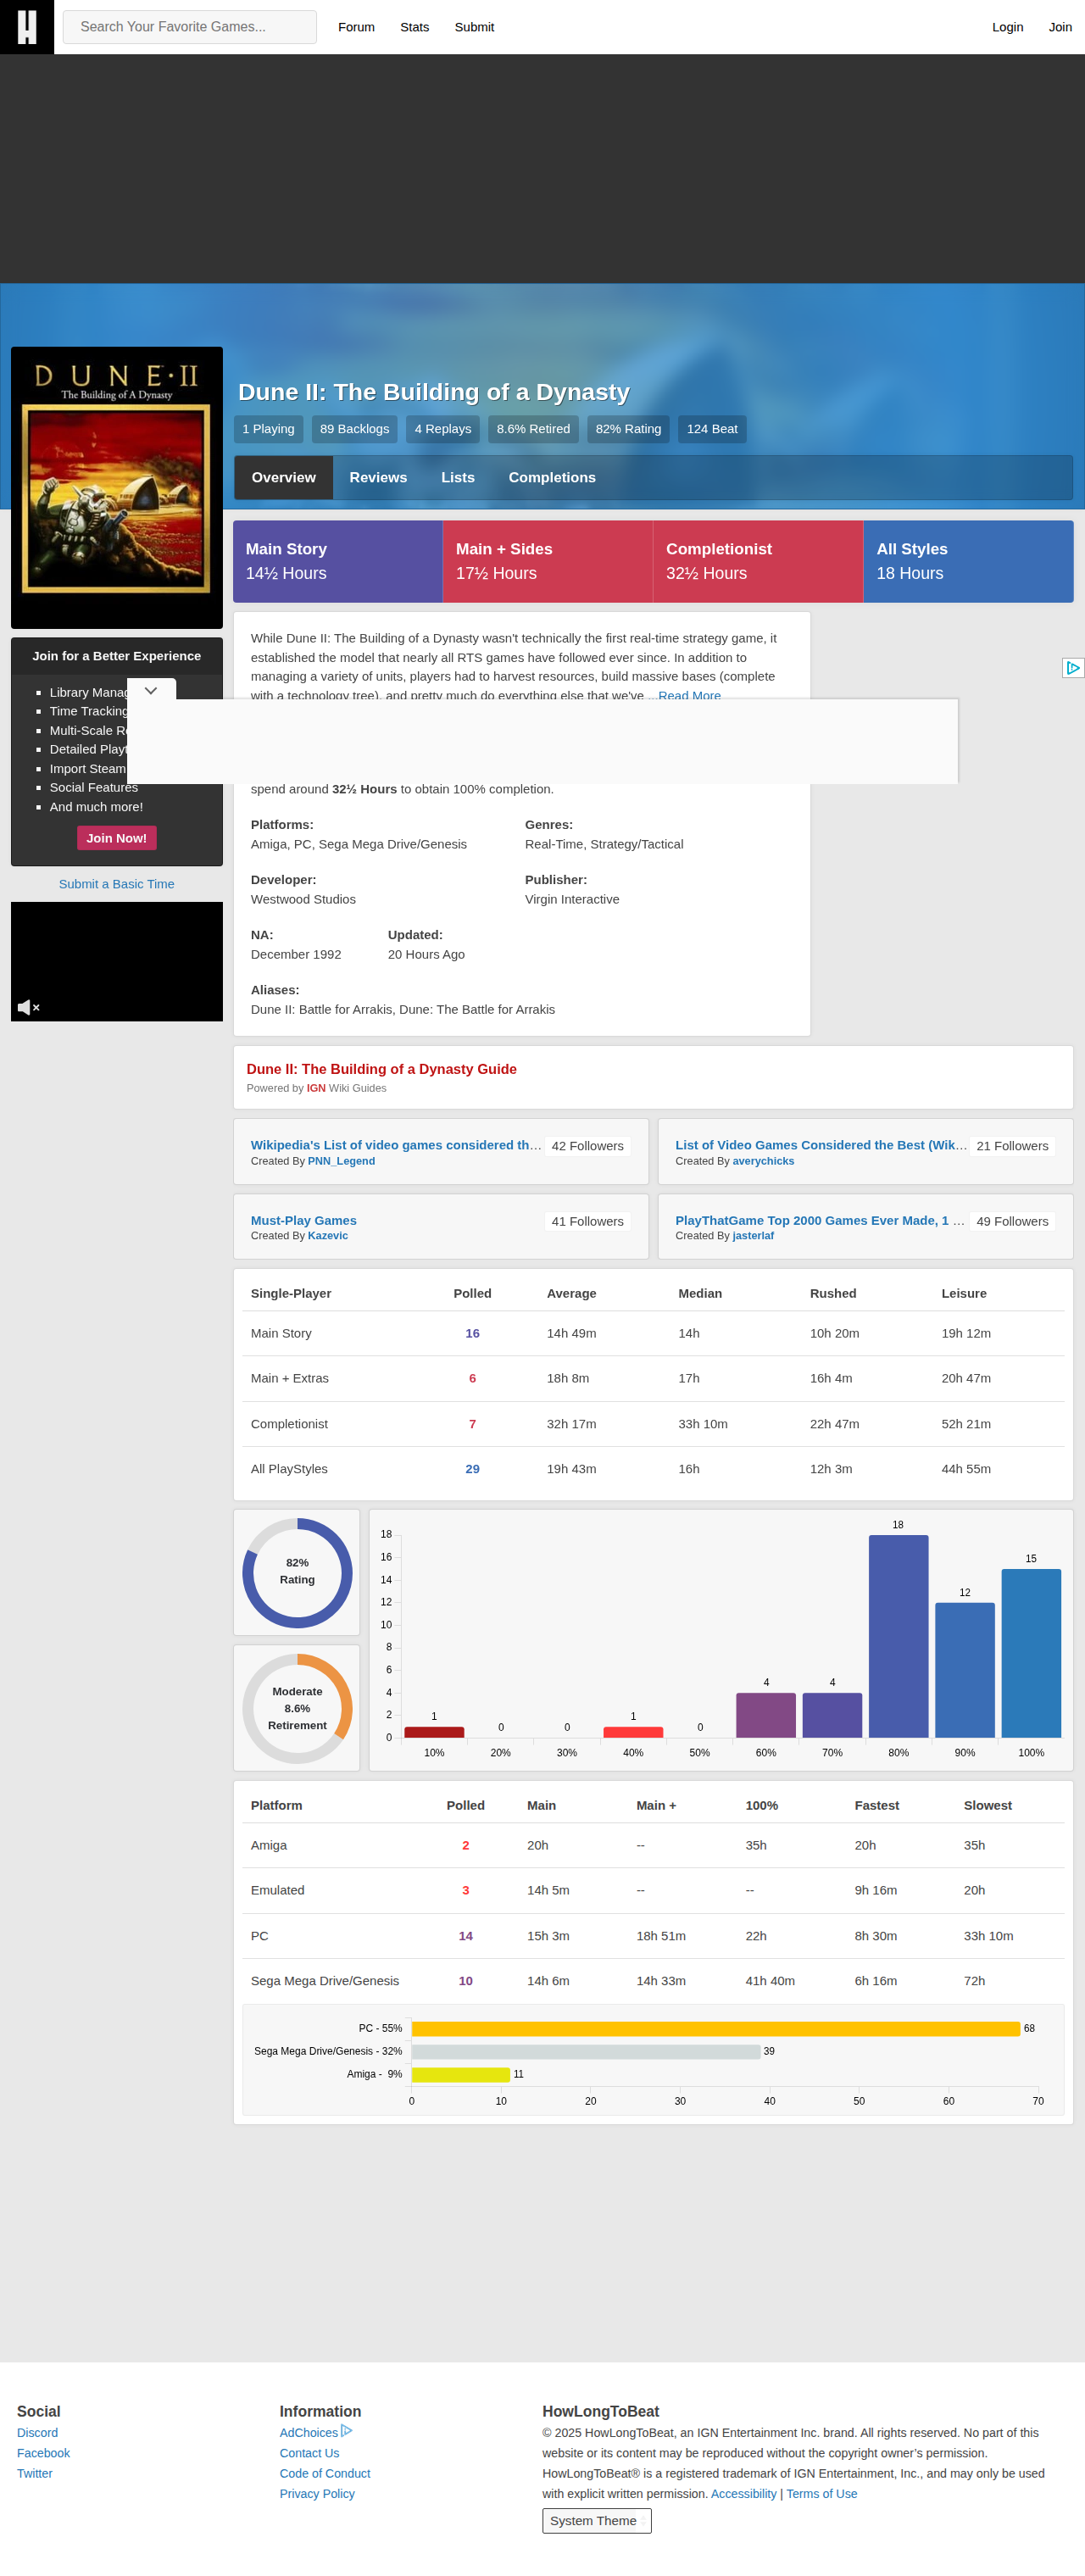 Search Your Favorite Games...
Forum
Stats
Submit
Login
Join
DUNE·II
The Building of A Dynasty
Dune II: The Building of a Dynasty
1 Playing
89 Backlogs
4 Replays
8.6% Retired
82% Rating
124 Beat
Overview
Reviews
Lists
Completions
Main Story
14½ Hours
Main + Sides
17½ Hours
Completionist
32½ Hours
All Styles
18 Hours
Join for a Better Experience
Library Manag
Time Tracking
Multi-Scale Re
Detailed Playt
Import Steam
Social Features
And much more!
Join Now!
Submit a Basic Time
While Dune II: The Building of a Dynasty wasn't technically the first real-time strategy game, it
established the model that nearly all RTS games have followed ever since. In addition to
managing a variety of units, players had to harvest resources, build massive bases (complete
with a technology tree), and pretty much do everything else that we've ...Read More
spend around 32½ Hours to obtain 100% completion.
Platforms:
Amiga, PC, Sega Mega Drive/Genesis
Genres:
Real-Time, Strategy/Tactical
Developer:
Westwood Studios
Publisher:
Virgin Interactive
NA:
December 1992
Updated:
20 Hours Ago
Aliases:
Dune II: Battle for Arrakis, Dune: The Battle for Arrakis
Dune II: The Building of a Dynasty Guide
Powered by IGN Wiki Guides
Wikipedia's List of video games considered th…
42 Followers
Created By PNN_Legend
List of Video Games Considered the Best (Wik…
21 Followers
Created By averychicks
Must-Play Games
41 Followers
Created By Kazevic
PlayThatGame Top 2000 Games Ever Made, 1 …
49 Followers
Created By jasterlaf
Single-Player Polled Average Median Rushed Leisure
Main Story 16 14h 49m 14h 10h 20m 19h 12m
Main + Extras 6 18h 8m 17h 16h 4m 20h 47m
Completionist 7 32h 17m 33h 10m 22h 47m 52h 21m
All PlayStyles 29 19h 43m 16h 12h 3m 44h 55m
82%
Rating
Moderate
8.6%
Retirement
18
16
14
12
10
8
6
4
2
0
1 0 0 1 0 4 4 18 12 15
10% 20% 30% 40% 50% 60% 70% 80% 90% 100%
Platform Polled Main Main + 100% Fastest Slowest
Amiga 2 20h -- 35h 20h 35h
Emulated 3 14h 5m -- -- 9h 16m 20h
PC 14 15h 3m 18h 51m 22h 8h 30m 33h 10m
Sega Mega Drive/Genesis 10 14h 6m 14h 33m 41h 40m 6h 16m 72h
PC - 55% 68
Sega Mega Drive/Genesis - 32% 39
Amiga - 9% 11
0 10 20 30 40 50 60 70
Social
Discord
Facebook
Twitter
Information
AdChoices
Contact Us
Code of Conduct
Privacy Policy
HowLongToBeat
© 2025 HowLongToBeat, an IGN Entertainment Inc. brand. All rights reserved. No part of this
website or its content may be reproduced without the copyright owner’s permission.
HowLongToBeat® is a registered trademark of IGN Entertainment, Inc., and may only be used
with explicit written permission. Accessibility | Terms of Use
System Theme